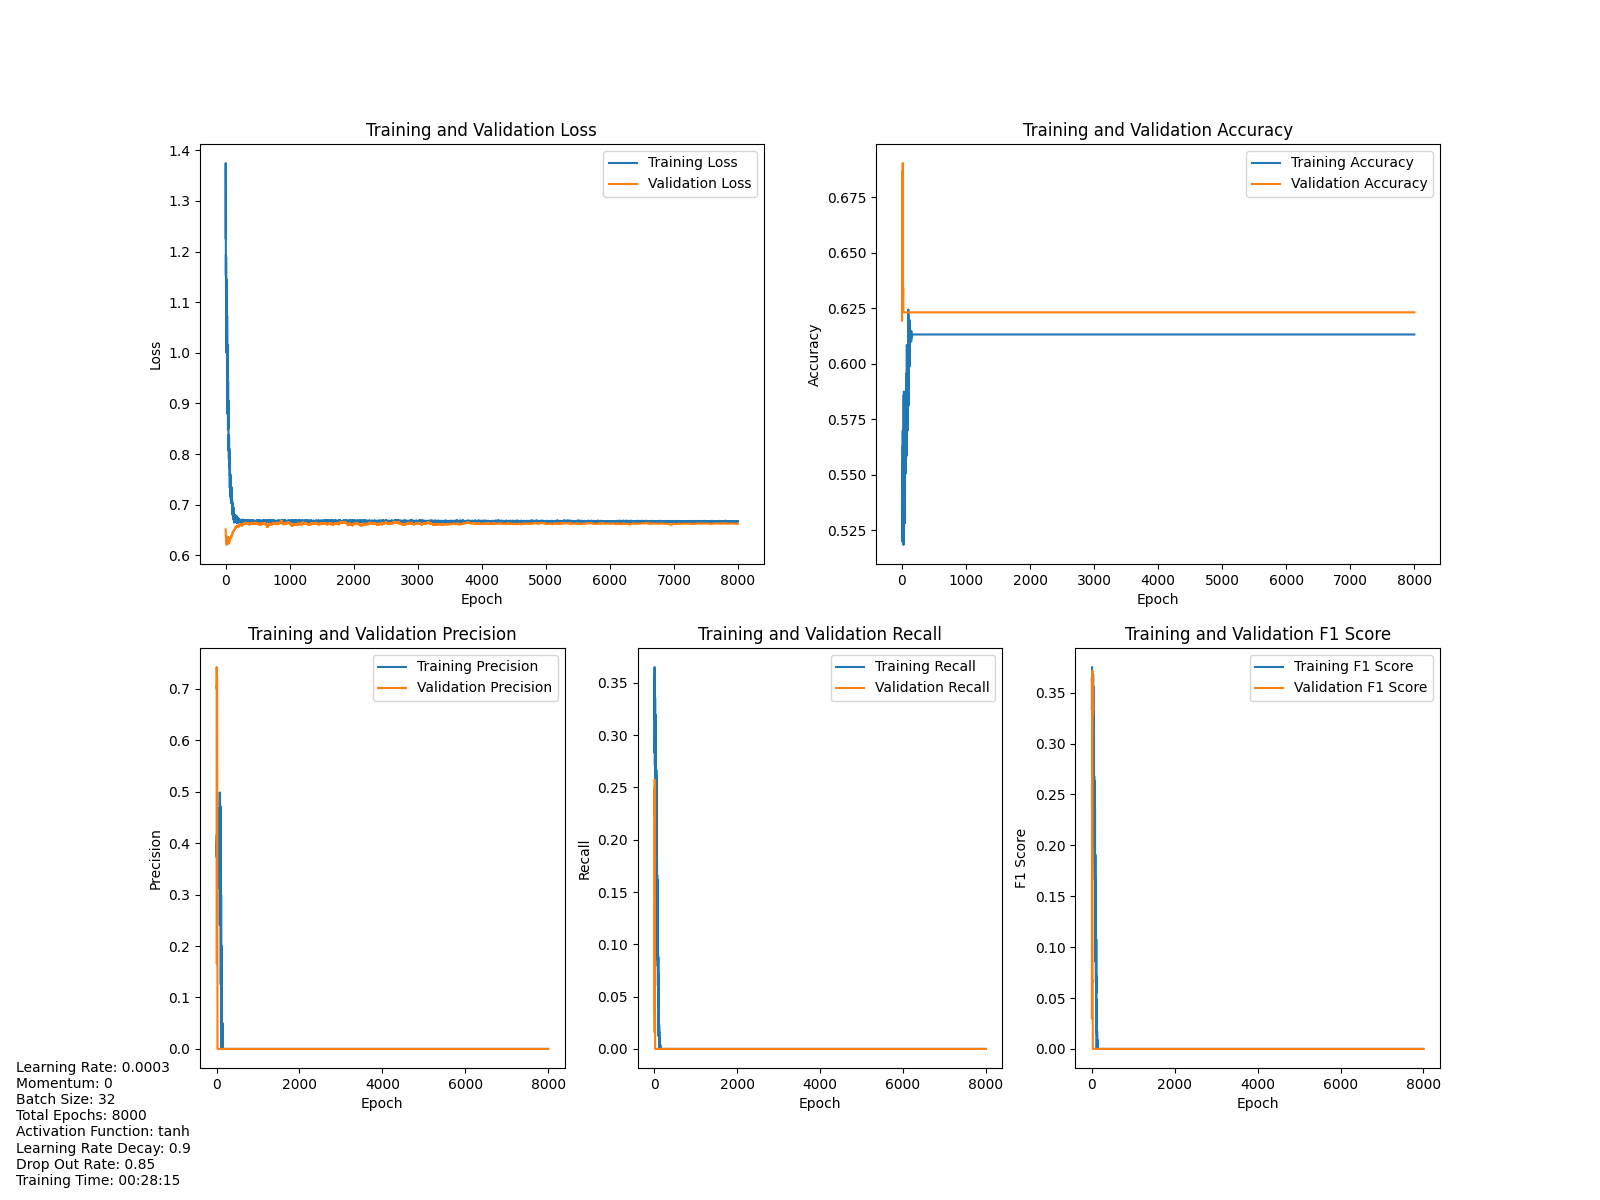 Training and Validation Loss
1.4
1.3
1.2
1.1
1.0
0.9
0.8
0.7
0.6
Loss
0 1000 2000 3000 4000 5000 6000 7000 8000
Epoch
Training Loss
Validation Loss
Training and Validation Accuracy
0.675
0.650
0.625
0.600
0.575
0.550
0.525
Accuracy
0 1000 2000 3000 4000 5000 6000 7000 8000
Epoch
Training Accuracy
Validation Accuracy
Training and Validation Precision
0.7
0.6
0.5
0.4
0.3
0.2
0.1
0.0
Precision
0 2000 4000 6000 8000
Epoch
Training Precision
Validation Precision
Training and Validation Recall
0.35
0.30
0.25
0.20
0.15
0.10
0.05
0.00
Recall
0 2000 4000 6000 8000
Epoch
Training Recall
Validation Recall
Training and Validation F1 Score
0.35
0.30
0.25
0.20
0.15
0.10
0.05
0.00
F1 Score
0 2000 4000 6000 8000
Epoch
Training F1 Score
Validation F1 Score
Learning Rate: 0.0003
Momentum: 0
Batch Size: 32
Total Epochs: 8000
Activation Function: tanh
Learning Rate Decay: 0.9
Drop Out Rate: 0.85
Training Time: 00:28:15